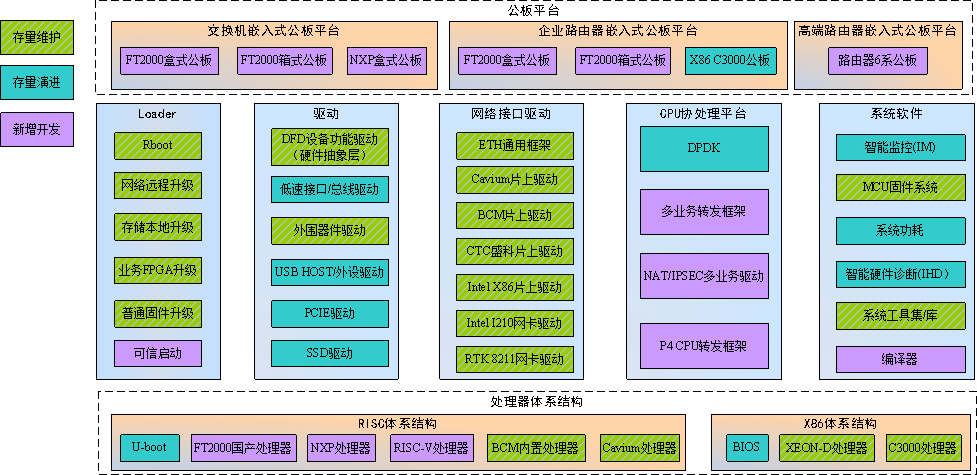 公板平台
存量维护
存量演进
新增开发
交换机嵌入式公板平台
FT2000盒式公板
FT2000箱式公板
NXP盒式公板
企业路由器嵌入式公板平台
FT2000盒式公板
FT2000箱式公板
X86 C3000公板
高端路由器嵌入式公板平台
路由器6系公板
Loader
Rboot
网络远程升级
存储本地升级
业务FPGA升级
普通固件升级
可信启动
驱动
DFD设备功能驱动
(硬件抽象层)
低速接口/总线驱动
外围器件驱动
USB HOST/外设驱动
PCIE驱动
SSD驱动
网络接口驱动
ETH通用框架
Cavium片上驱动
BCM片上驱动
CTC盛科片上驱动
Intel X86片上驱动
Intel I210网卡驱动
RTK 8211网卡驱动
CPU协处理平台
DPDK
多业务转发框架
NAT/IPSEC多业务驱动
P4 CPU转发框架
系统软件
智能监控(IM)
MCU固件系统
系统功耗
智能硬件诊断(IHD)
系统工具集/库
编译器
处理器体系结构
RISC体系结构
U-boot
FT2000国产处理器
NXP处理器
RISC-V处理器
BCM内置处理器
Cavium处理器
X86体系结构
BIOS
XEON-D处理器
C3000处理器